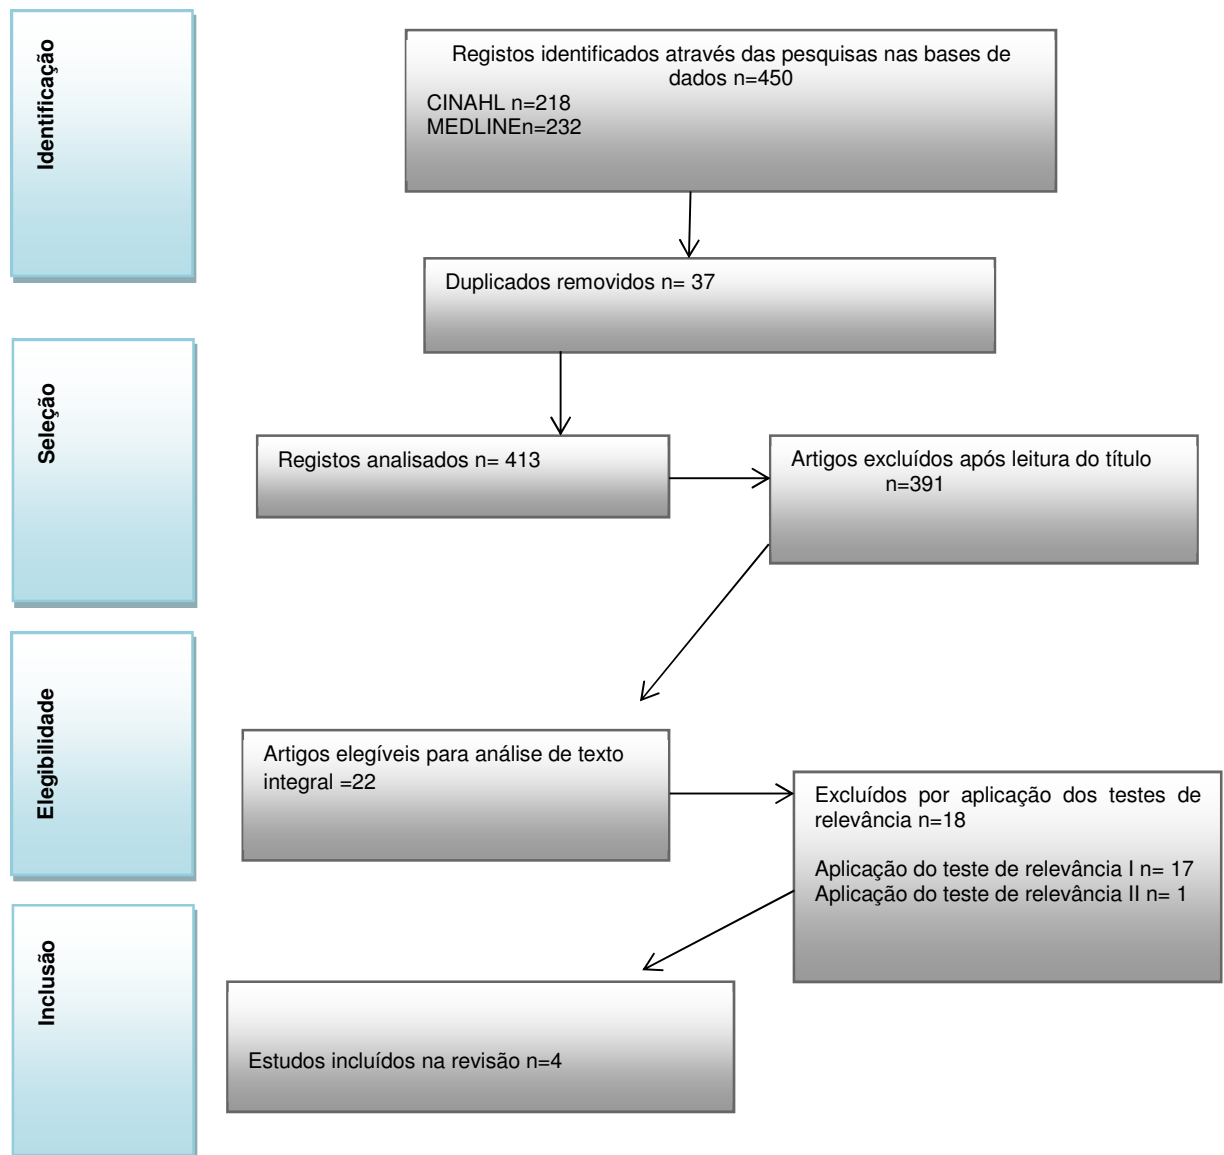 Identificação
Registos identificados através das pesquisas nas bases de
dados n=450
CINAHL n=218
MEDLINEn=232
Duplicados removidos n= 37
Seleção
Registos analisados n= 413
Artigos excluídos após leitura do título
n=391
Elegibilidade
Artigos elegíveis para análise de texto
integral =22
Excluídos por aplicação dos testes de
relevância n=18
Aplicação do teste de relevância I n= 17
Aplicação do teste de relevância II n= 1
Inclusão
Estudos incluídos na revisão n=4